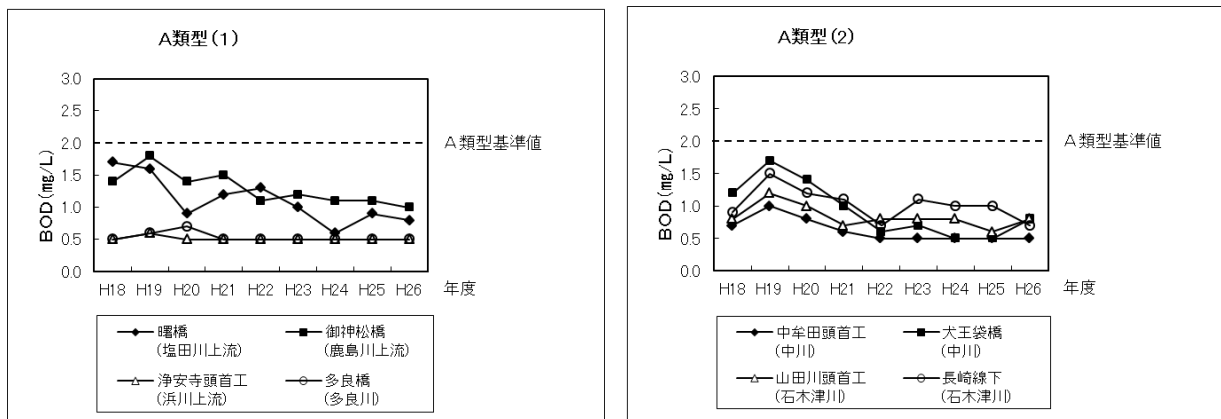 A類型(1)
BOD(㎎/L)
3.0
2.5
2.0
1.5
1.0
0.5
0.0
A類型基準値
H18 H19 H20 H21 H22 H23 H24 H25 H26 年度
曙橋 御神松橋
(塩田川上流) (鹿島川上流)
浄安寺頭首工 多良橋
(浜川上流) (多良川)
A類型(2)
BOD(㎎/L)
3.0
2.5
2.0
1.5
1.0
0.5
0.0
A類型基準値
H18 H19 H20 H21 H22 H23 H24 H25 H26 年度
中牟田頭首工 犬王袋橋
(中川) (中川)
山田川頭首工 長崎線下
(石木津川) (石木津川)